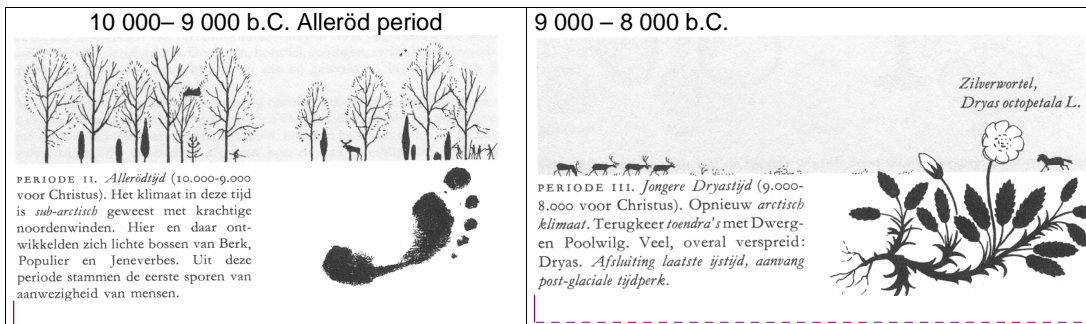 10 000– 9 000 b.C. Alleröd period
PERIODE II. Allerödtijd (10.000-9.000
voor Christus). Het klimaat in deze tijd
is sub-arctisch geweest met krachtige
noordenwinden. Hier en daar ont-
wikkelden zich lichte bossen van Berk,
Populier en Jeneverbes. Uit deze
periode stammen de eerste sporen van
aanwezigheid van mensen.
9 000 – 8 000 b.C.
Zilverwortel,
Dryas octopetala L.
PERIODE III. Jongere Dryastijd (9.000-
8.000 voor Christus). Opnieuw arctisch
klimaat. Terugkeer toendra's met Dwerg-
en Poolwilg. Veel, overal verspreid:
Dryas. Afsluiting laatste ijstijd, aanvang
post-glaciale tijdperk.